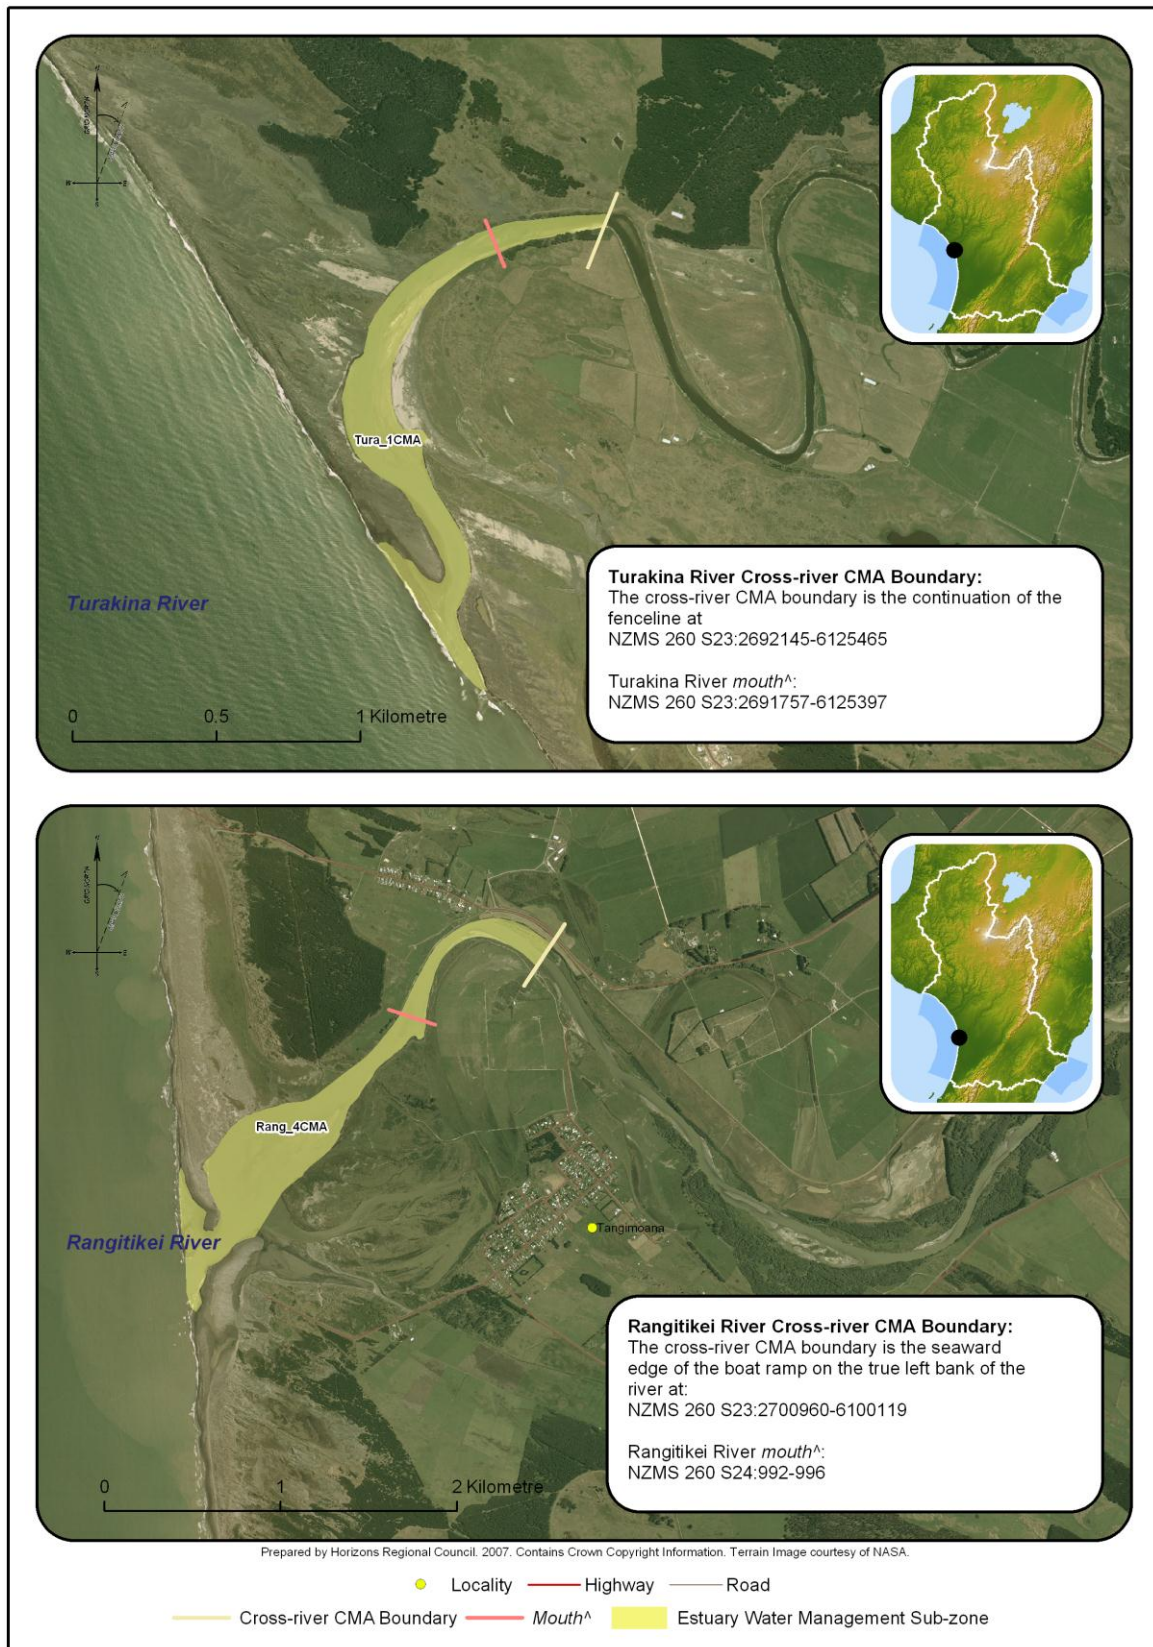 Tura_1CMA
Turakina River
0 0.5 1 Kilometre
Turakina River Cross-river CMA Boundary:
The cross-river CMA boundary is the continuation of the
fenceline at
NZMS 260 S23:2692145-6125465
Turakina River mouth^:
NZMS 260 S23:2691757-6125397
Rang_4CMA
Rangitikei River
Tangimoana
0 1 2 Kilometre
Rangitikei River Cross-river CMA Boundary:
The cross-river CMA boundary is the seaward
edge of the boat ramp on the true left bank of the
river at:
NZMS 260 S23:2700960-6100119
Rangitikei River mouth^:
NZMS 260 S24:992-996
Prepared by Horizons Regional Council. 2007. Contains Crown Copyright Information. Terrain Image courtesy of NASA.
Locality Highway Road
Cross-river CMA Boundary Mouth^ Estuary Water Management Sub-zone